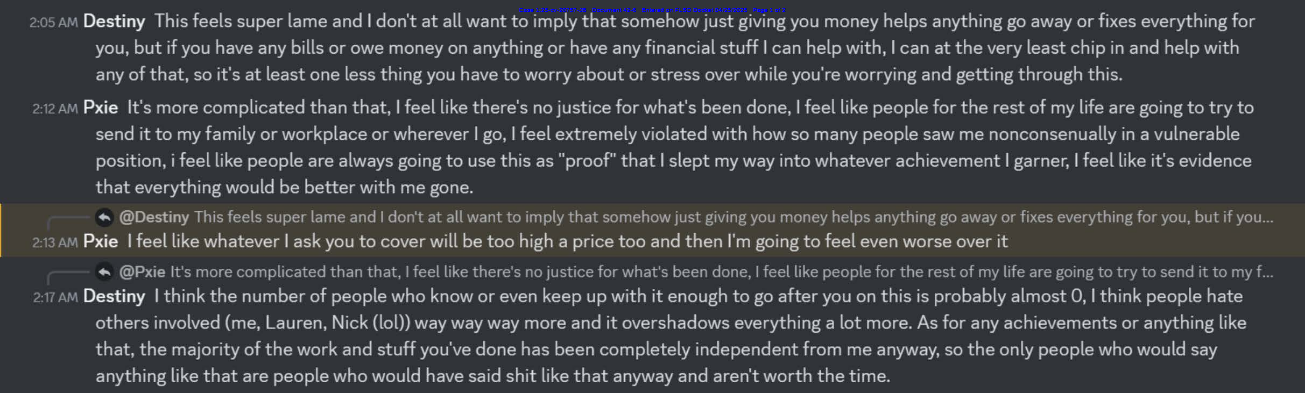 2:05 AM Destiny This feels super lame and I don't at all want to imply that somehow just giving you money helps anything go away or fixes everything for
you, but if you have any bills or owe money on anything or have any financial stuff I can help with, I can at the very least chip in and help with
any of that, so it's at least one less thing you have to worry about or stress over while you're worrying and getting through this.
2:12 AM Pxie It's more complicated than that, I feel like there's no justice for what's been done, I feel like people for the rest of my life are going to try to
send it to my family or workplace or wherever I go, I feel extremely violated with how so many people saw me nonconsenually in a vulnerable
position, i feel like people are always going to use this as "proof" that I slept my way into whatever achievement I garner, I feel like it's evidence
that everything would be better with me gone.
@Destiny This feels super lame and I don't at all want to imply that somehow just giving you money helps anything go away or fixes everything for you, but if you...
2:13 AM Pxie I feel like whatever I ask you to cover will be too high a price too and then I'm going to feel even worse over it
@Pxie It's more complicated than that, I feel like there's no justice for what's been done, I feel like people for the rest of my life are going to try to send it to my f...
2:17 AM Destiny I think the number of people who know or even keep up with it enough to go after you on this is probably almost 0, I think people hate
others involved (me, Lauren, Nick (lol)) way way way more and it overshadows everything a lot more. As for any achievements or anything like
that, the majority of the work and stuff you've done has been completely independent from me anyway, so the only people who would say
anything like that are people who would have said shit like that anyway and aren't worth the time.